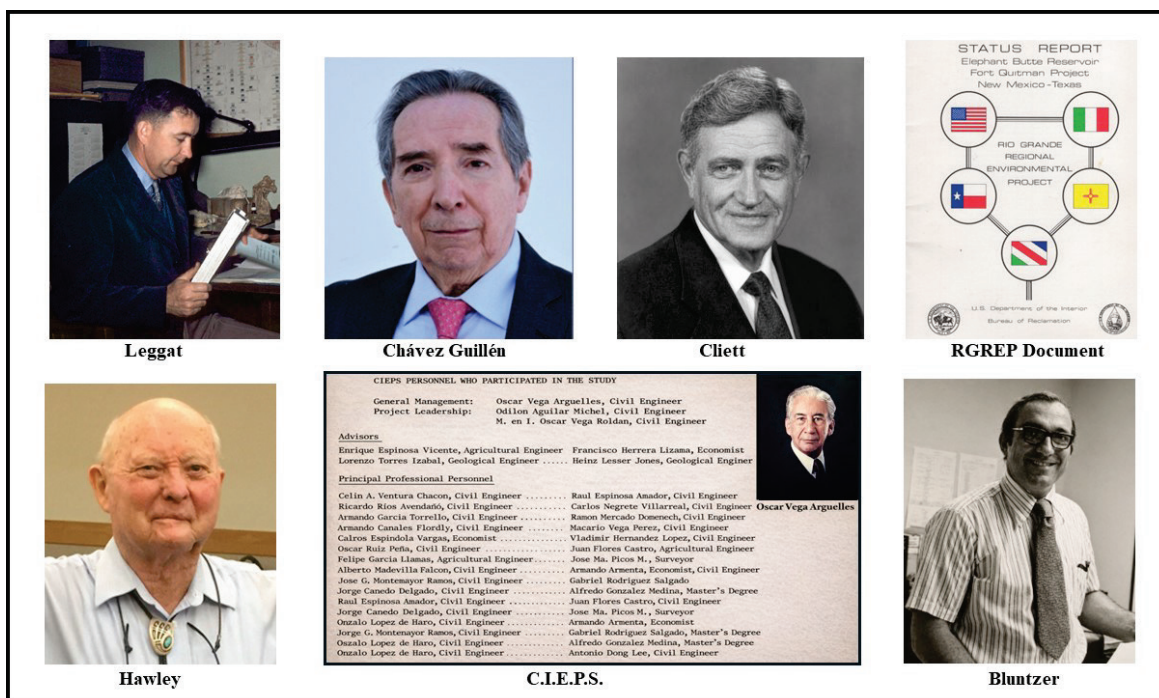 STATUS REPORT
Elephant Butte Reservoir
Fort Quitman Project
New Mexico-Texas
RIO GRANDE
REGIONAL
ENVIRONMENTAL
PROJECT
U.S. Department of the Interior
Bureau of Reclamation
Leggat
Chávez Guillén
Cliett
RGREP Document
CIEPS PERSONNEL WHO PARTICIPATED IN THE STUDY
General Management: Oscar Vega Arguelles, Civil Engineer
Project Leadership: Odilon Aguilar Michel, Civil Engineer
M. en I. Oscar Vega Roldan, Civil Engineer
Advisors
Enrique Espinosa Vicente, Agricultural Engineer Francisco Herrera Lizama, Economist
Lorenzo Torres Izabal, Geological Engineer ...... Heinz Lesser Jones, Geological Enginer
Principal Professional Personnel
Celin A. Ventura Chacon, Civil Engineer ......... Raul Espinosa Amador, Civil Engineer
Ricardo Rios Avendañó, Civil Engineer ........... Carlos Negrete Villarreal, Civil Engineer
Armando Garcia Torrello, Civil Engineer .......... Ramon Mercado Domenech, Civil Engineer
Armando Canales Flordly, Civil Engineer ....... Macario Vega Perez, Civil Engineer
Calros Espindola Vargas, Economist ............. Vladimir Hernandez Lopez, Civil Engineer
Oscar Ruiz Peña, Civil Engineer ................ Juan Flores Castro, Agricultural Engineer
Felipe Garcia Llamas, Agricultural Engineer...... Jose Ma. Picos M., Surveyor
Alberto Madevilla Falcon, Civil Engineer ........ Armando Armenta, Economist, Civil Engineer
Jose G. Montemayor Ramos, Civil Engineer ........ Gabriel Rodriguez Salgado
Jorge Canedo Delgado, Civil Engineer ............ Alfredo Gonzalez Medina, Master's Degree
Raul Espinosa Amador, Civil Engineer ............. Juan Flores Castro, Civil Engineer
Jorge Canedo Delgado, Civil Engineer ............ Jose Ma. Picos M., Surveyor
Onzalo Lopez de Haro, Civil Engineer ............ Armando Armenta, Economist
Jorge G. Montenayor Ramos, Civil Engineer ....... Gabriel Rodriguez Salgado, Master's Degree
Oszalo Lopez de Haro, Civil Engineer ............ Alfredo Gonzalez Medina, Master's Degree
Onzalo Lopez de Haro, Civil Engineer ............ Antonio Dong Lee, Civil Engineer
Oscar Vega Arguelles
Hawley
C.I.E.P.S.
Bluntzer